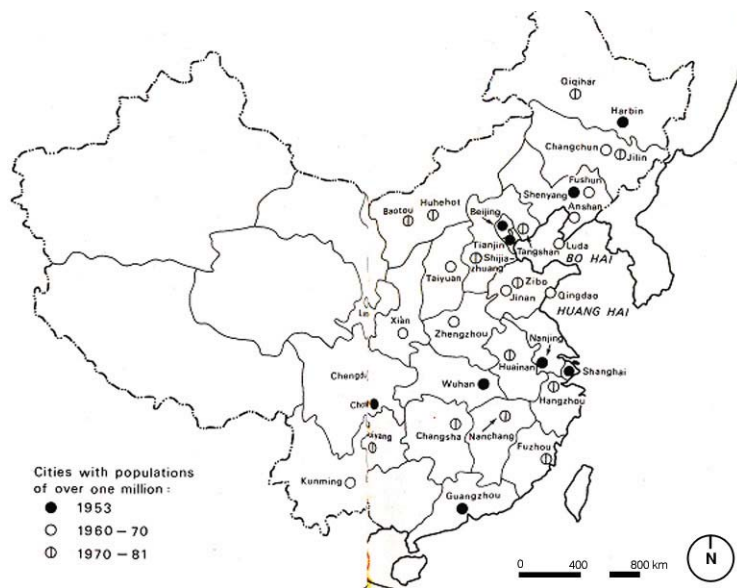 Qiqihar
Harbin
Changchun
Jilin
Fushun
Shenyang
Anshan
Baotou
Huhehot
Beijing
Tianjin
Tangshan
Luda
BO HAI
Shijia-
zhuang
Taiyuan
Zibo
Jinan
Qingdao
HUANG HAI
Xian
Zhengzhou
Nanjing
Huainan
Shanghai
Wuhan
Hangzhou
Changsha
Nanchang
Fuzhou
Kunming
Guangzhou
Cities with populations
of over one million :
1953
1960–70
1970–81
0 400 800 km
N